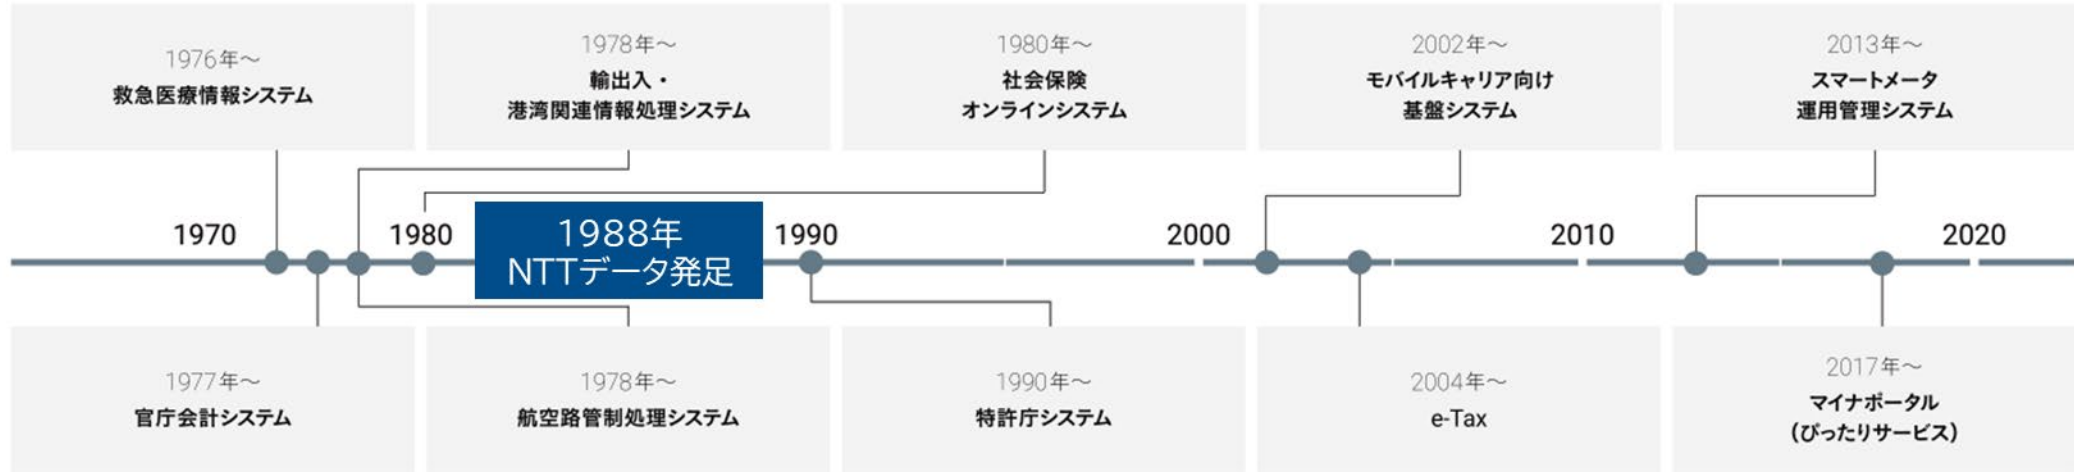 1976年～
救急医療情報システム
1978年～
輸出入・
港湾関連情報処理システム
1980年～
社会保険
オンラインシステム
2002年～
モバイルキャリア向け
基盤システム
2013年～
スマートメータ
運用管理システム
1970
1980
1988年
NTTデータ発足
1990
2000
2010
2020
1977年～
官庁会計システム
1978年～
航空路管制処理システム
1990年～
特許庁システム
2004年～
e-Tax
2017年～
マイナポータル
(ぴったりサービス)